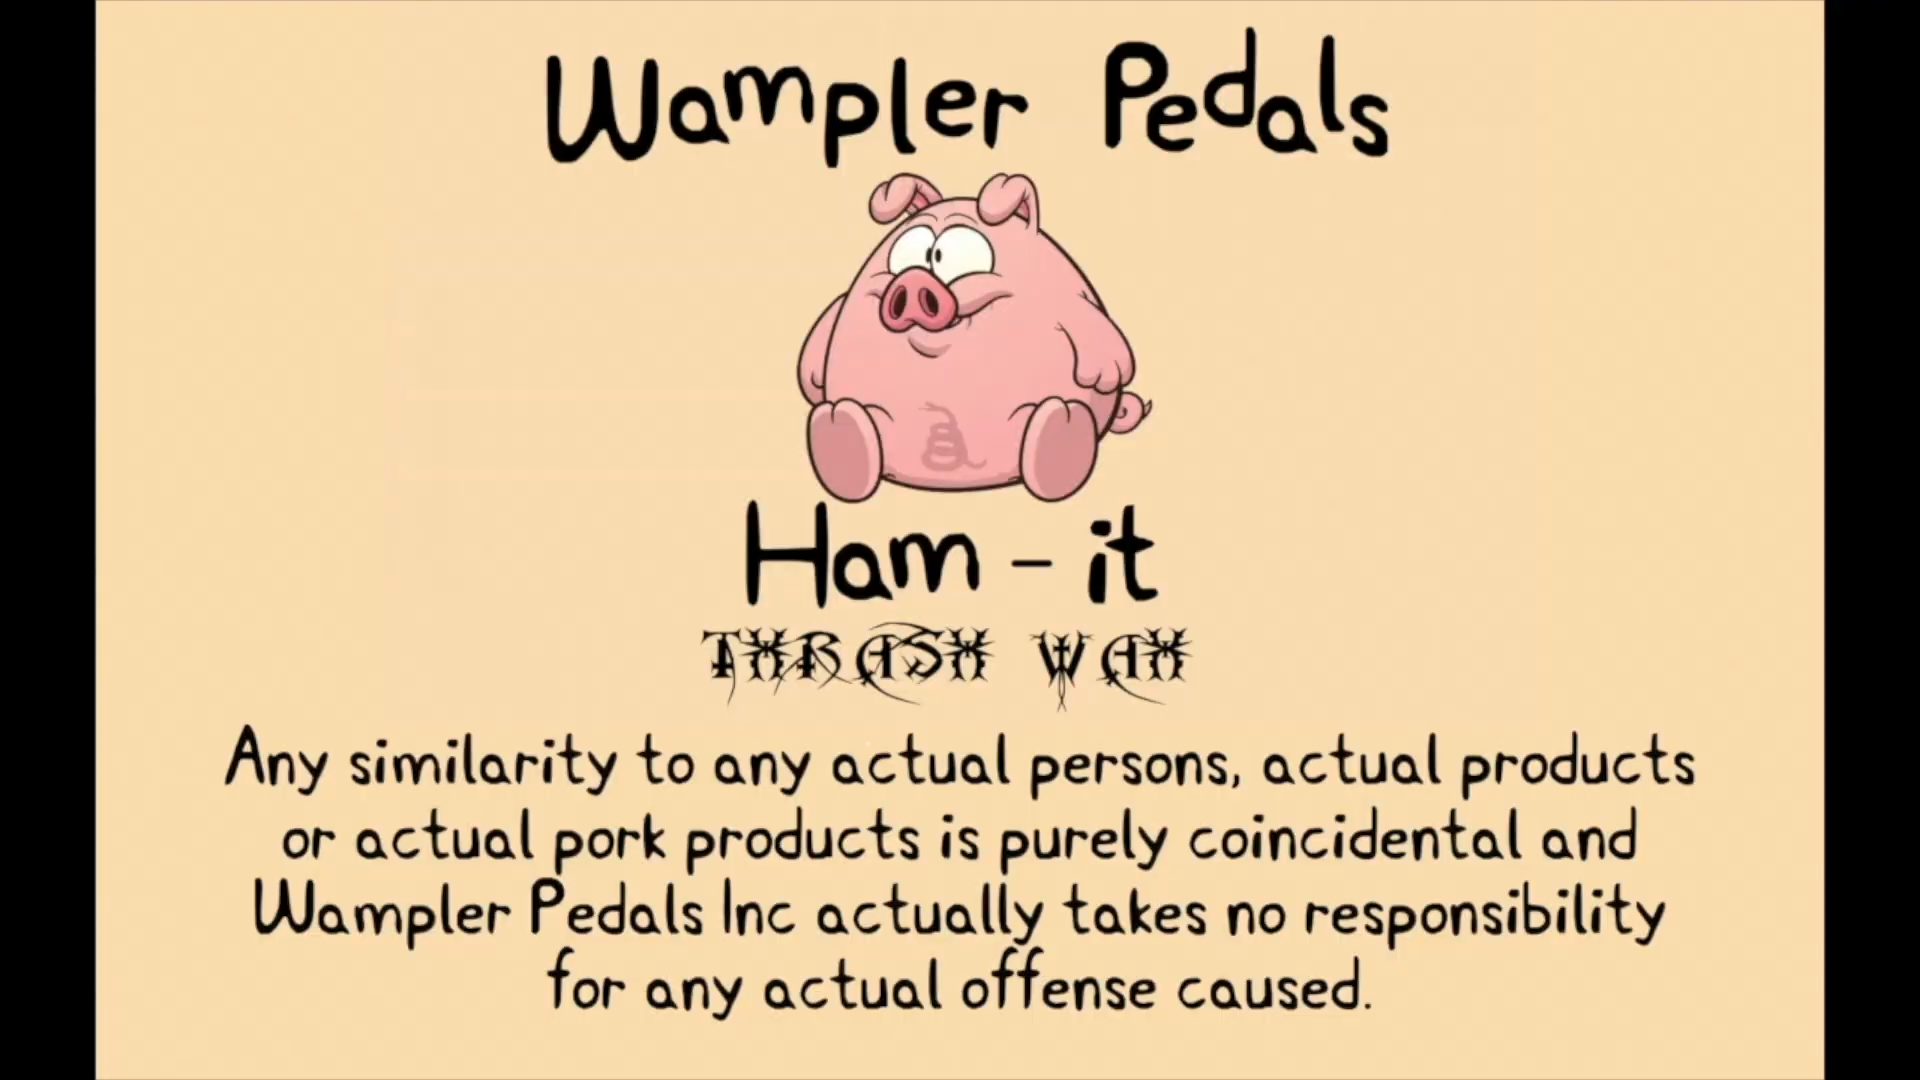 Wampler Pedals
Ham - it
THRASH WAX
Any similarity to any actual persons, actual products
or actual pork products is purely coincidental and
Wampler Pedals Inc actually takes no responsibility
for any actual offense caused.